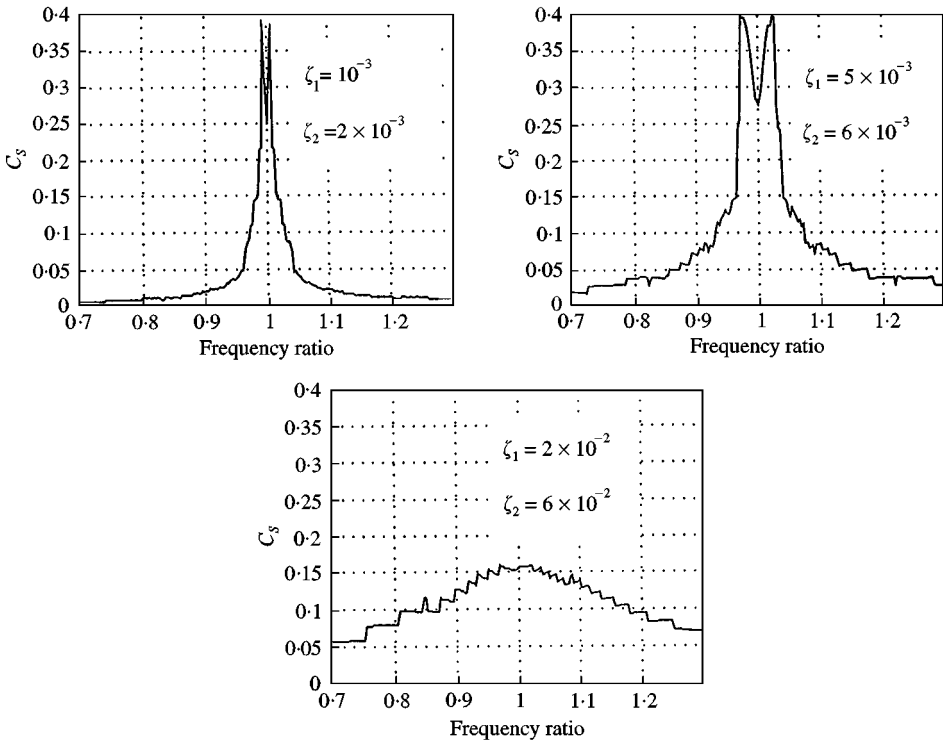 0·4
0·35
0·3
0·25
0·2
0·15
0·1
0·05
0
C_S
ζ₁ = 10⁻³
ζ₂ = 2 × 10⁻³
0·7 0·8 0·9 1 1·1 1·2
Frequency ratio
0·4
0·35
0·3
0·25
0·2
0·15
0·1
0·05
0
C_S
ζ₁ = 5 × 10⁻³
ζ₂ = 6 × 10⁻³
0·7 0·8 0·9 1 1·1 1·2
Frequency ratio
0·4
0·35
0·3
0·25
0·2
0·15
0·1
0·05
0
C_S
ζ₁ = 2 × 10⁻²
ζ₂ = 6 × 10⁻²
0·7 0·8 0·9 1 1·1 1·2
Frequency ratio